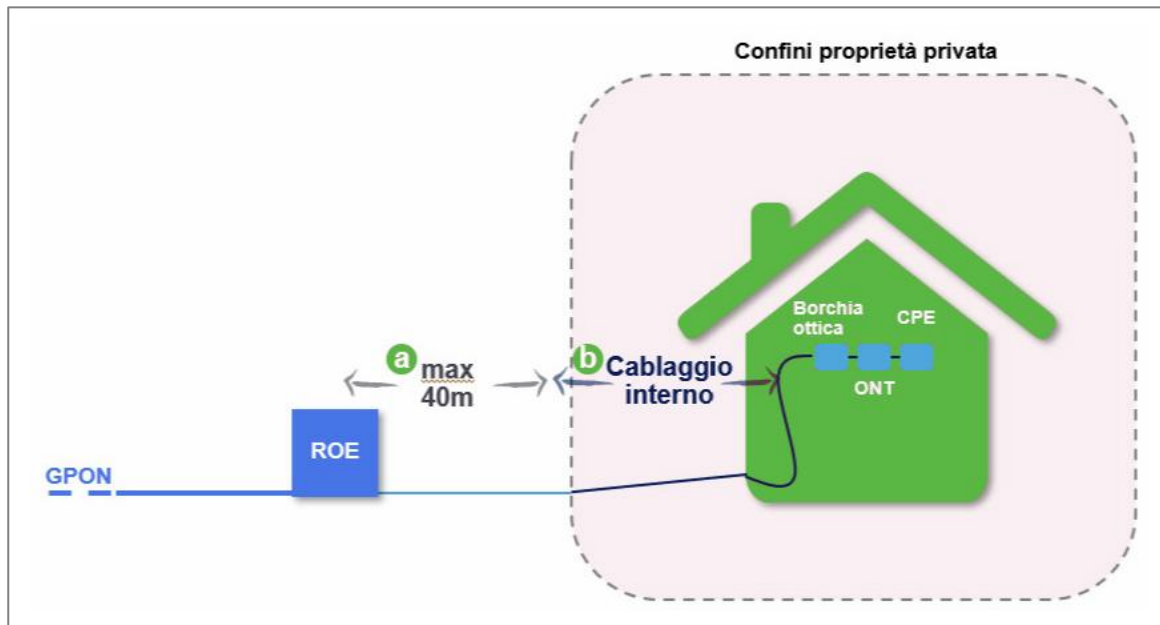 Confini proprietà privata
Borchia
ottica
CPE
ONT
a
max
40m
b
Cablaggio
interno
ROE
GPON